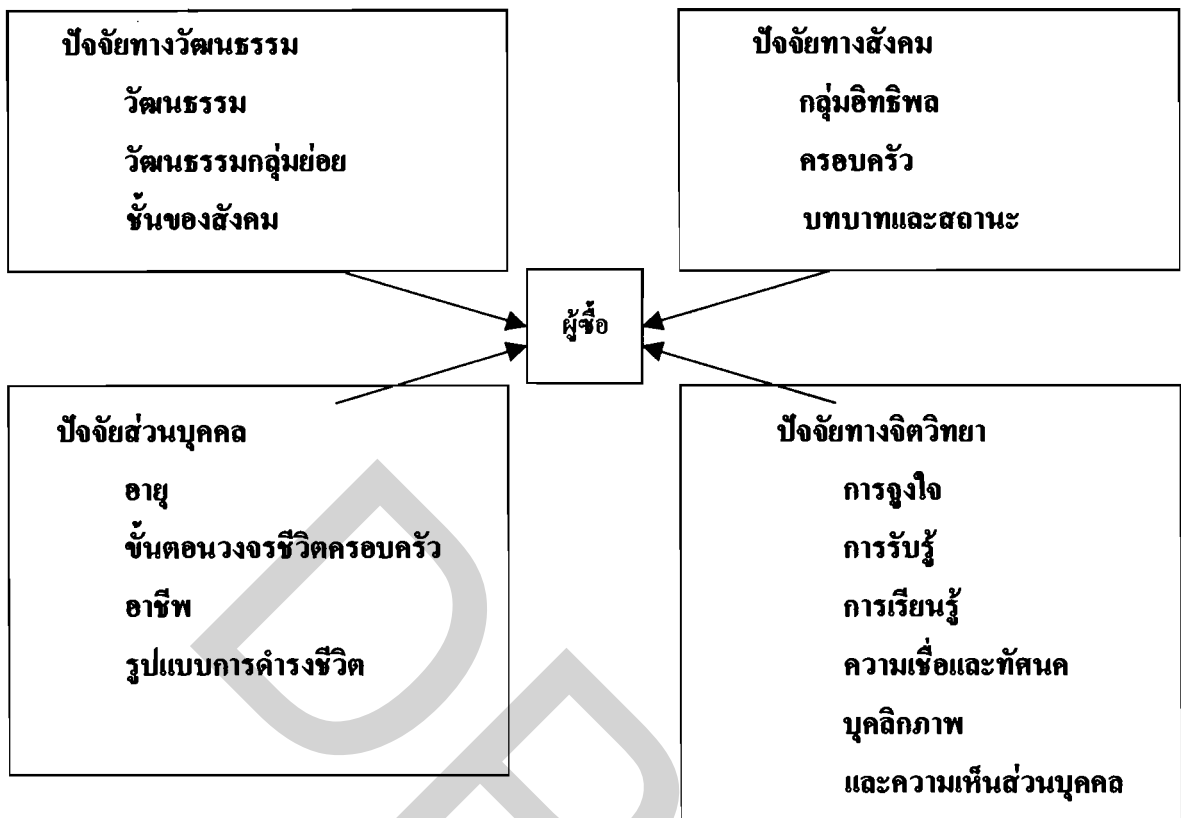 ปัจจัยทางวัฒนธรรม
วัฒนธรรม
วัฒนธรรมกลุ่มย่อย
ชั้นของสังคม
ปัจจัยทางสังคม
กลุ่มอิทธิพล
ครอบครัว
บทบาทและสถานะ
ผู้ซื้อ
ปัจจัยส่วนบุคคล
อายุ
ขั้นตอนวงจรชีวิตครอบครัว
อาชีพ
รูปแบบการดำรงชีวิต
ปัจจัยทางจิตวิทยา
การจูงใจ
การรับรู้
การเรียนรู้
ความเชื่อและทัศนค
บุคลิกภาพ
และความเห็นส่วนบุคคล